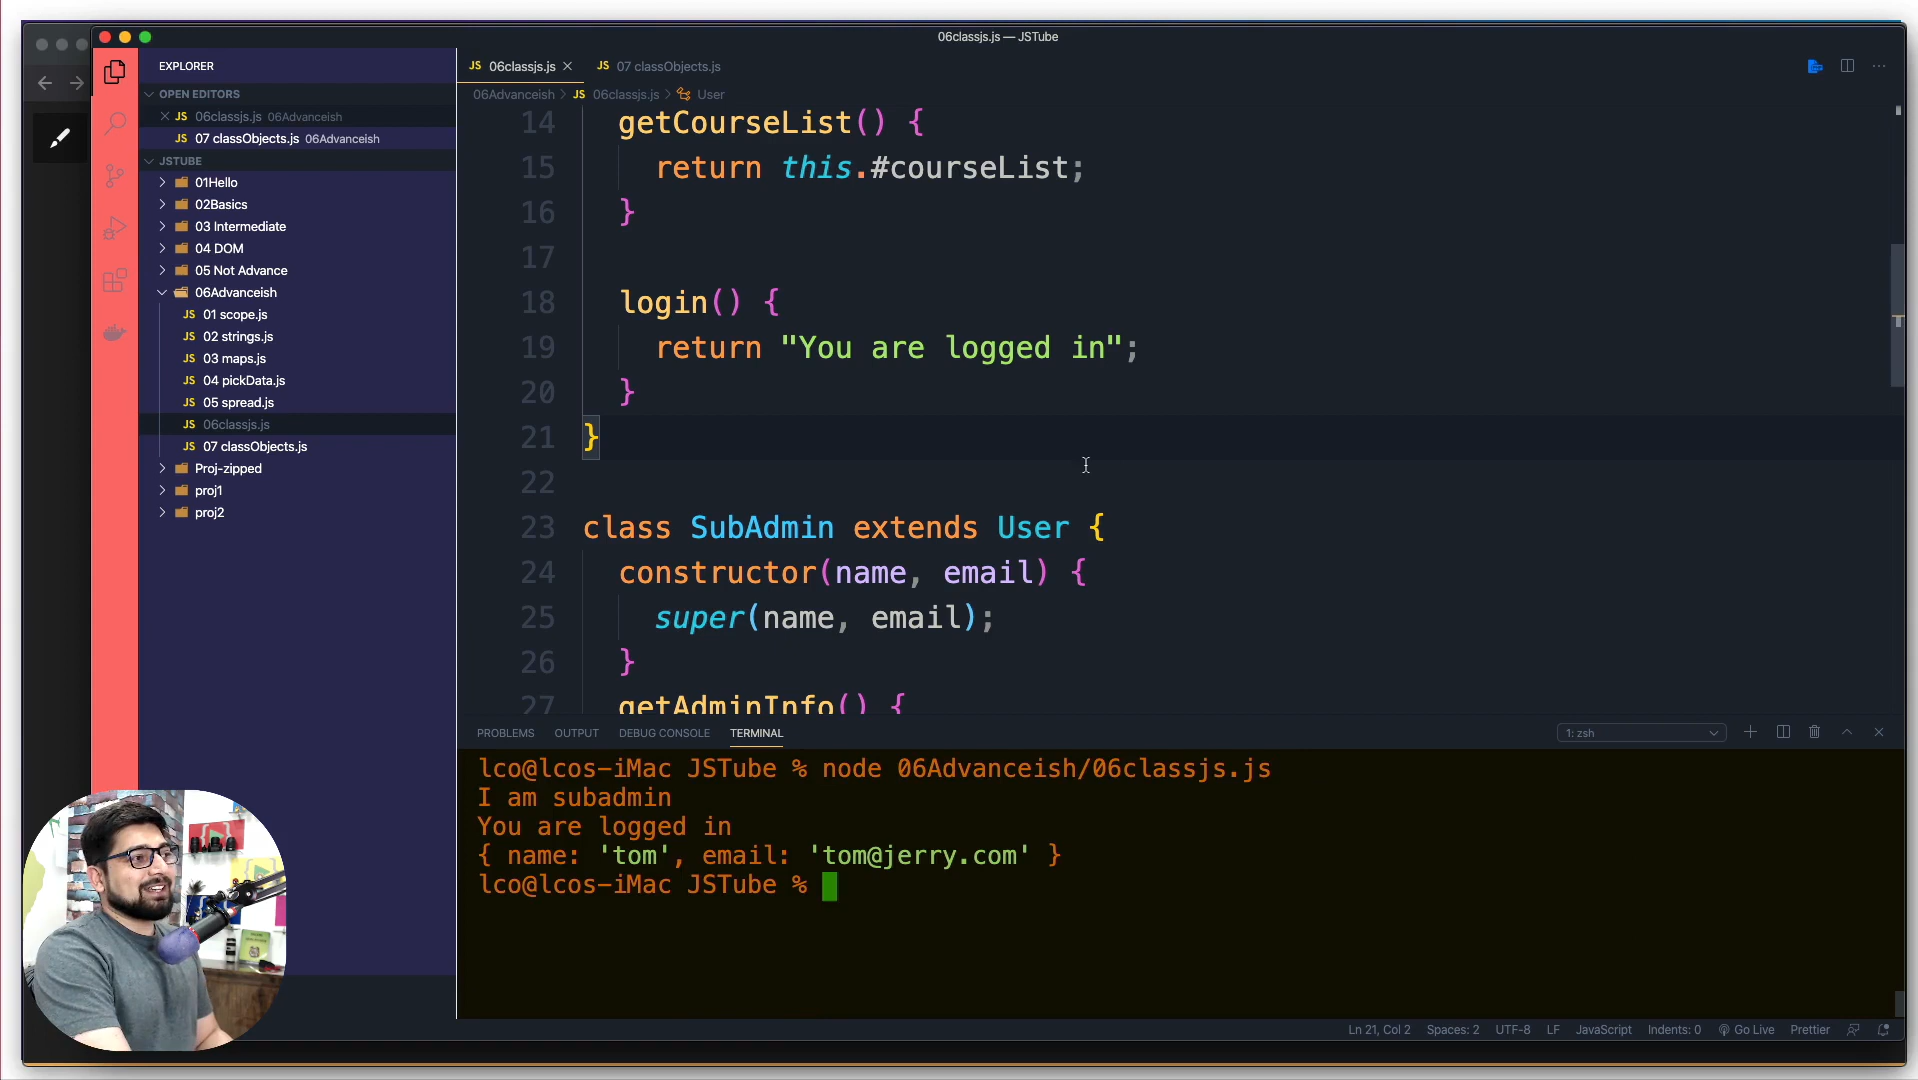 06classjs.js — JSTube
EXPLORER
OPEN EDITORS
06classjs.js 06Advanceish
JS 07 classObjects.js 06Advanceish
JSTUBE
01Hello
02Basics
03 Intermediate
04 DOM
05 Not Advance
06Advanceish
JS 01 scope.js
JS 02 strings.js
JS 03 maps.js
JS 04 pickData.js
JS 05 spread.js
JS 06classjs.js
JS 07 classObjects.js
Proj-zipped
proj1
proj2
JS 06classjs.js JS 07 classObjects.js
06Advanceish > JS 06classjs.js > User
14 getCourseList() {
15 return this.#courseList;
16 }
17
18 login() {
19 return "You are logged in";
20 }
21 }
22
23 class SubAdmin extends User {
24 constructor(name, email) {
25 super(name, email);
26 }
27 getAdminInfo() {
PROBLEMS OUTPUT DEBUG CONSOLE TERMINAL 1: zsh
lco@lcos-iMac JSTube % node 06Advanceish/06classjs.js
I am subadmin
You are logged in
{ name: 'tom', email: 'tom@jerry.com' }
lco@lcos-iMac JSTube %
Ln 21, Col 2 Spaces: 2 UTF-8 LF JavaScript Indents: 0 Go Live Prettier